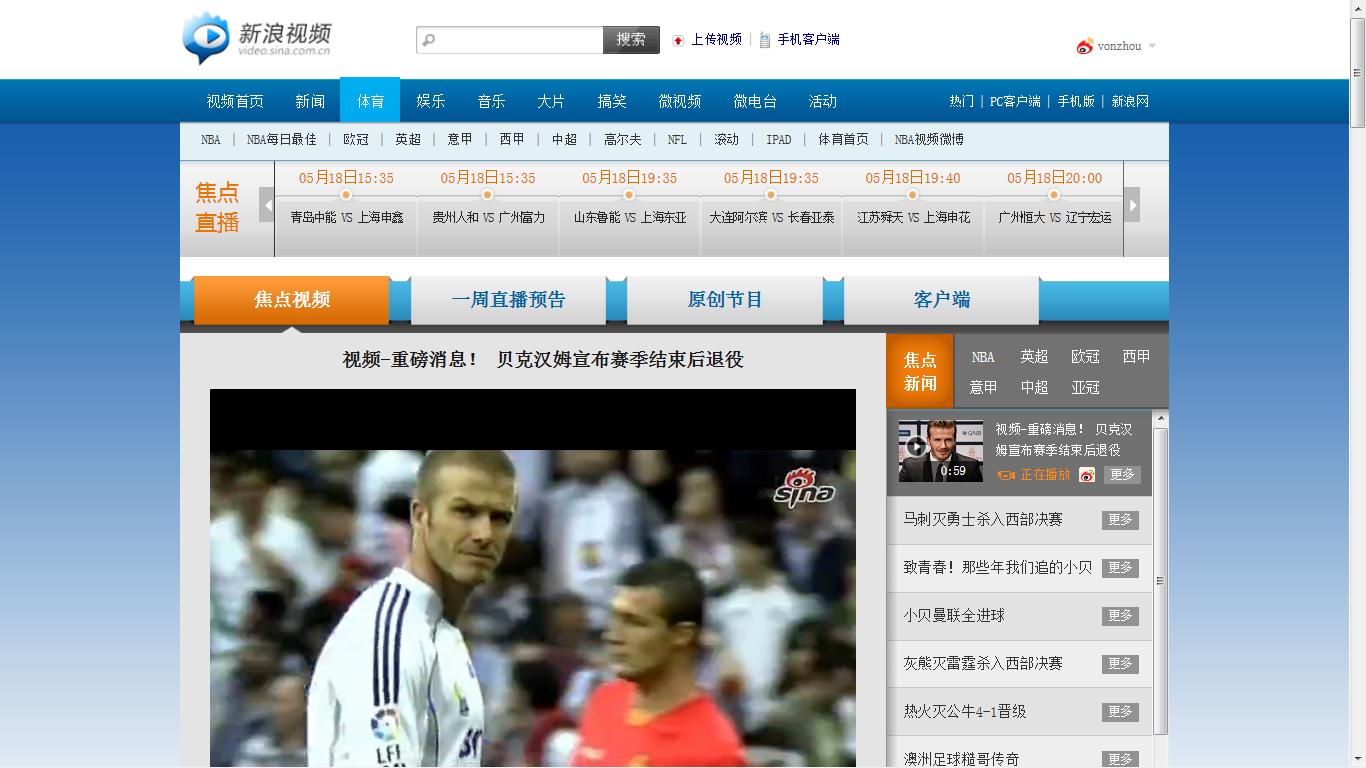 新浪视频
video.sina.com.cn
搜索
上传视频
手机客户端
vonzhou
视频首页 新闻 体育 娱乐 音乐 大片 搞笑 微视频 微电台 活动
热门 | PC客户端 | 手机版 | 新浪网
NBA | NBA每日最佳 | 欧冠 | 英超 | 意甲 | 西甲 | 中超 | 高尔夫 | NFL | 滚动 | IPAD | 体育首页 | NBA视频微博
焦点
直播
05月18日15:35
青岛中能 VS 上海申鑫
05月18日15:35
贵州人和 VS 广州富力
05月18日19:35
山东鲁能 VS 上海东亚
05月18日19:35
大连阿尔滨 VS 长春亚泰
05月18日19:40
江苏舜天 VS 上海申花
05月18日20:00
广州恒大 VS 辽宁宏运
焦点视频
一周直播预告
原创节目
客户端
视频-重磅消息！ 贝克汉姆宣布赛季结束后退役
sina
LFP
焦点
新闻
NBA 英超 欧冠 西甲
意甲 中超 亚冠
0:59
视频-重磅消息！ 贝克汉
姆宣布赛季结束后退役
正在播放 更多
马刺灭勇士杀入西部决赛 更多
致青春！那些年我们追的小贝 更多
小贝曼联全进球 更多
灰熊灭雷霆杀入西部决赛 更多
热火灭公牛4-1晋级 更多
澳洲足球糙哥传奇 更多